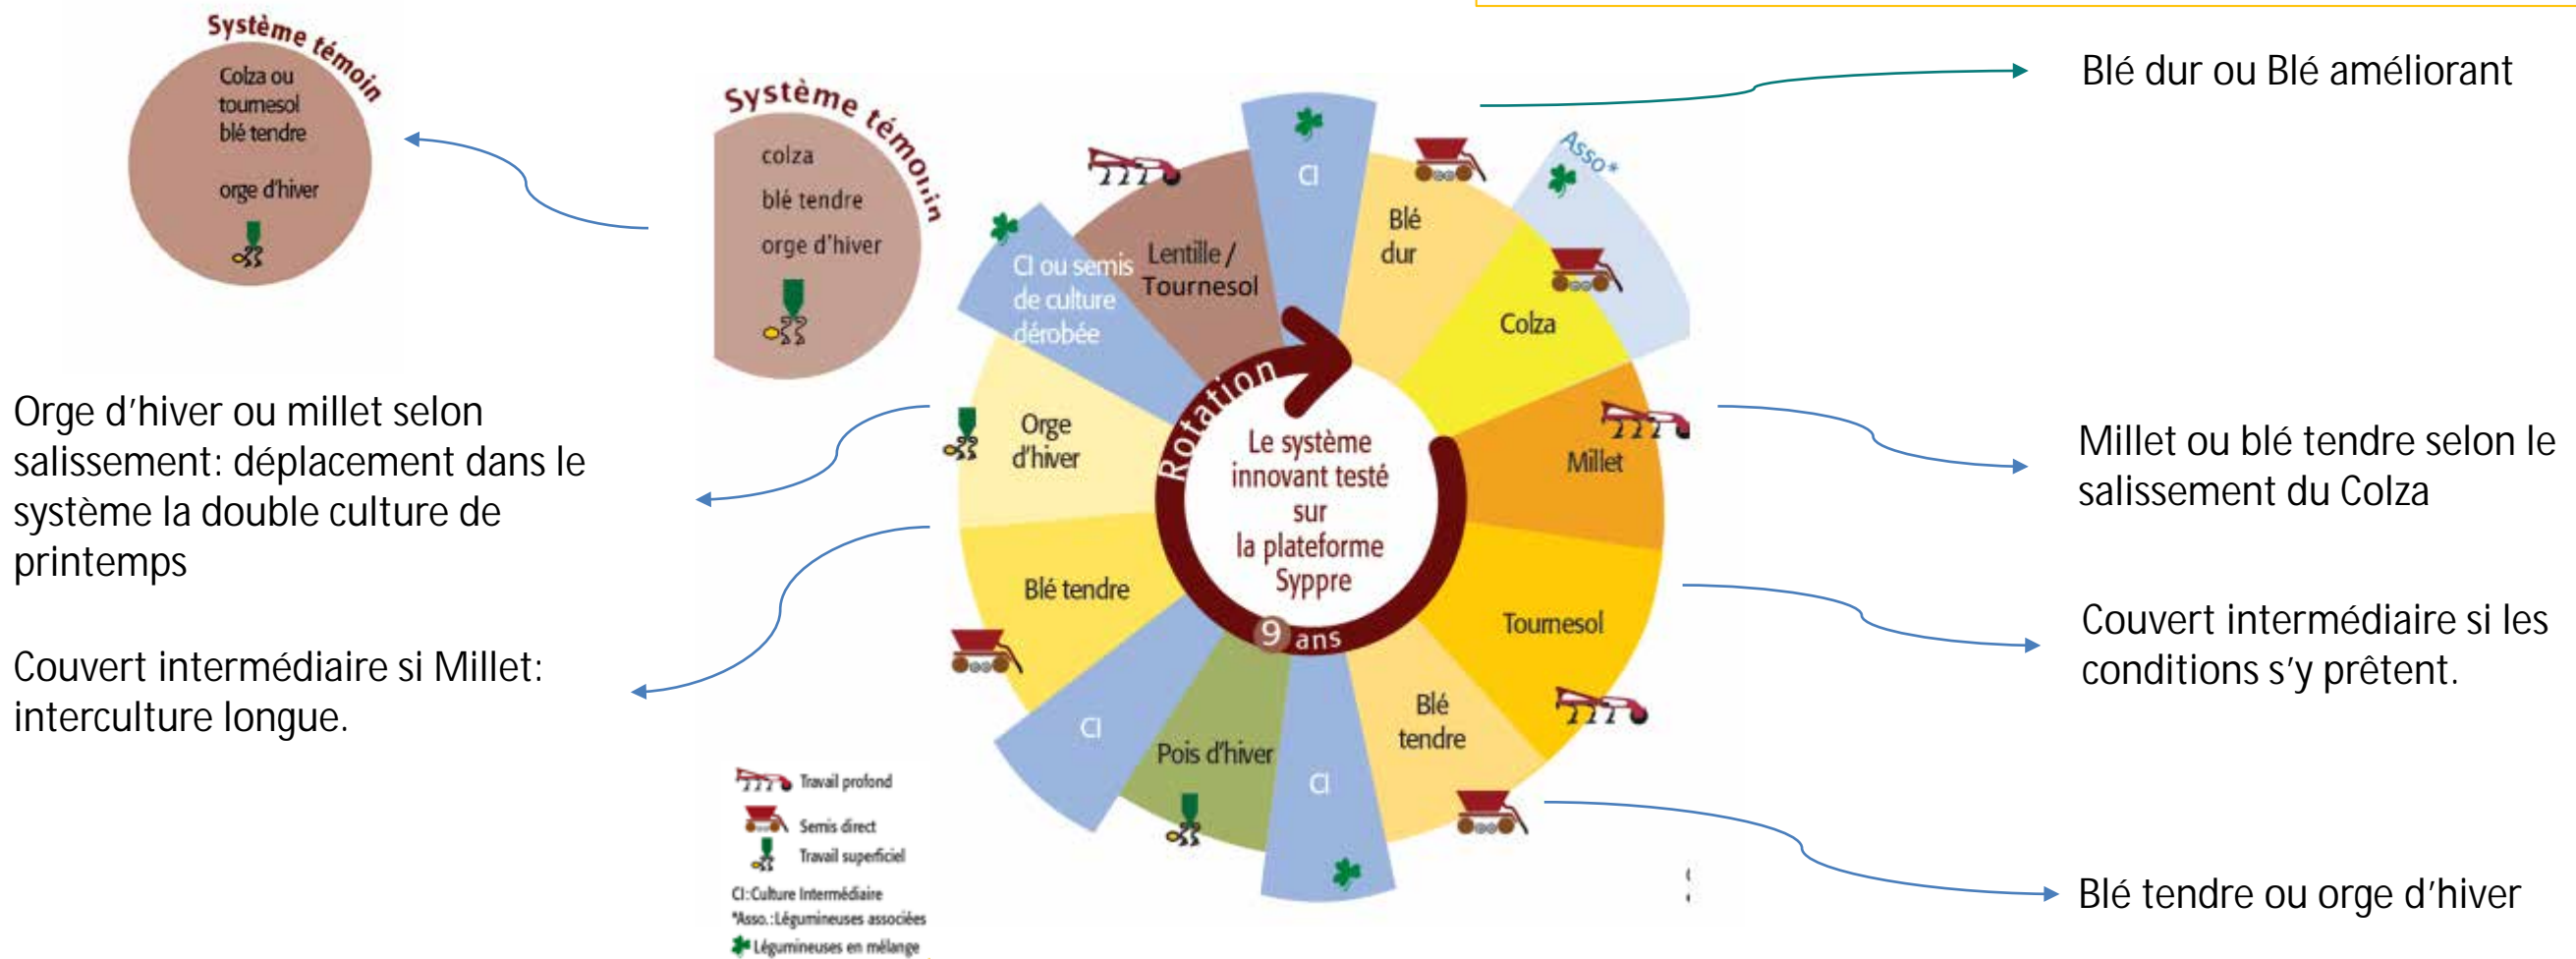 Système témoin
Colza ou
tournesol
blé tendre
orge d'hiver
Système témoin
colza
blé tendre
orge d'hiver
Orge d'hiver ou millet selon
salissement: déplacement dans le
système la double culture de
printemps
Couvert intermédiaire si Millet:
interculture longue.
CI
Blé
dur
Asso*
Colza
Millet
Tournesol
Blé
tendre
CI
Pois d'hiver
CI
Blé tendre
Orge
d'hiver
CI ou semis
de culture
dérobée
Lentille /
Tournesol
Rotation
9 ans
Le système
innovant testé
sur
la plateforme
Syppre
Travail profond
Semis direct
Travail superficiel
CI:Culture Intermédiaire
*Asso.:Légumineuses associées
Légumineuses en mélange
Blé dur ou Blé améliorant
Millet ou blé tendre selon le
salissement du Colza
Couvert intermédiaire si les
conditions s'y prêtent.
Blé tendre ou orge d'hiver